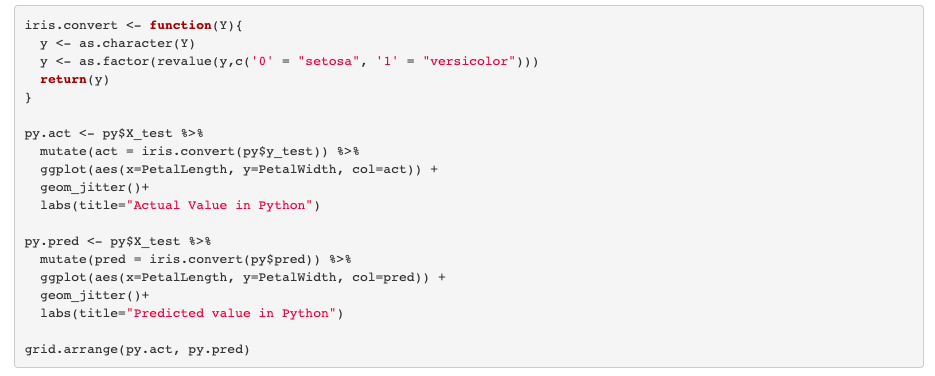 iris.convert <- function(Y){
  y <- as.character(Y)
  y <- as.factor(revalue(y,c('0' = "setosa", '1' = "versicolor")))
  return(y)
}

py.act <- py$X_test %>%
  mutate(act = iris.convert(py$y_test)) %>%
  ggplot(aes(x=PetalLength, y=PetalWidth, col=act)) +
  geom_jitter()+
  labs(title="Actual Value in Python")

py.pred <- py$X_test %>%
  mutate(pred = iris.convert(py$pred)) %>%
  ggplot(aes(x=PetalLength, y=PetalWidth, col=pred)) +
  geom_jitter()+
  labs(title="Predicted value in Python")

grid.arrange(py.act, py.pred)